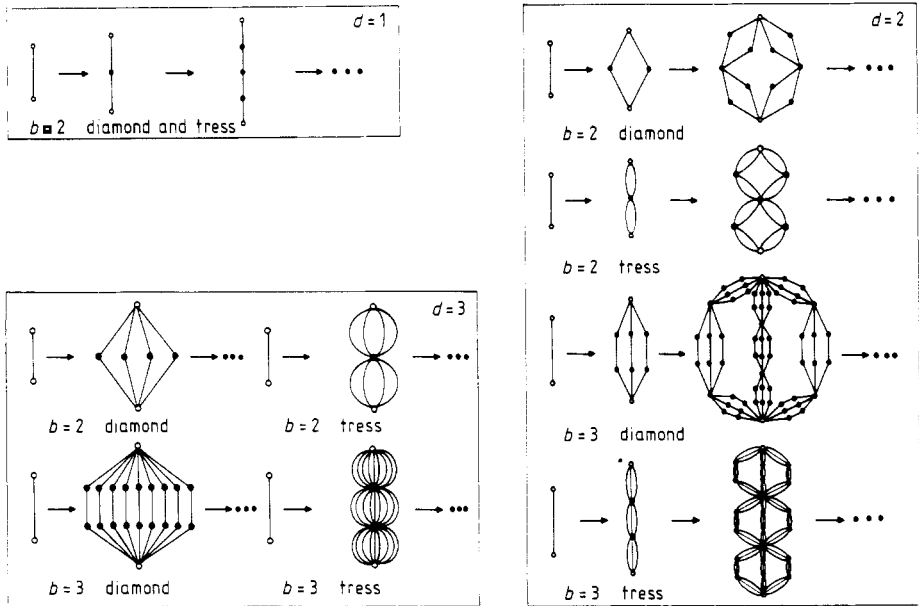 d=1
b=2 diamond and tress
d=3
b=2 diamond
b=2 tress
b=3 diamond
b=3 tress
d=2
b=2 diamond
b=2 tress
b=3 diamond
b=3 tress